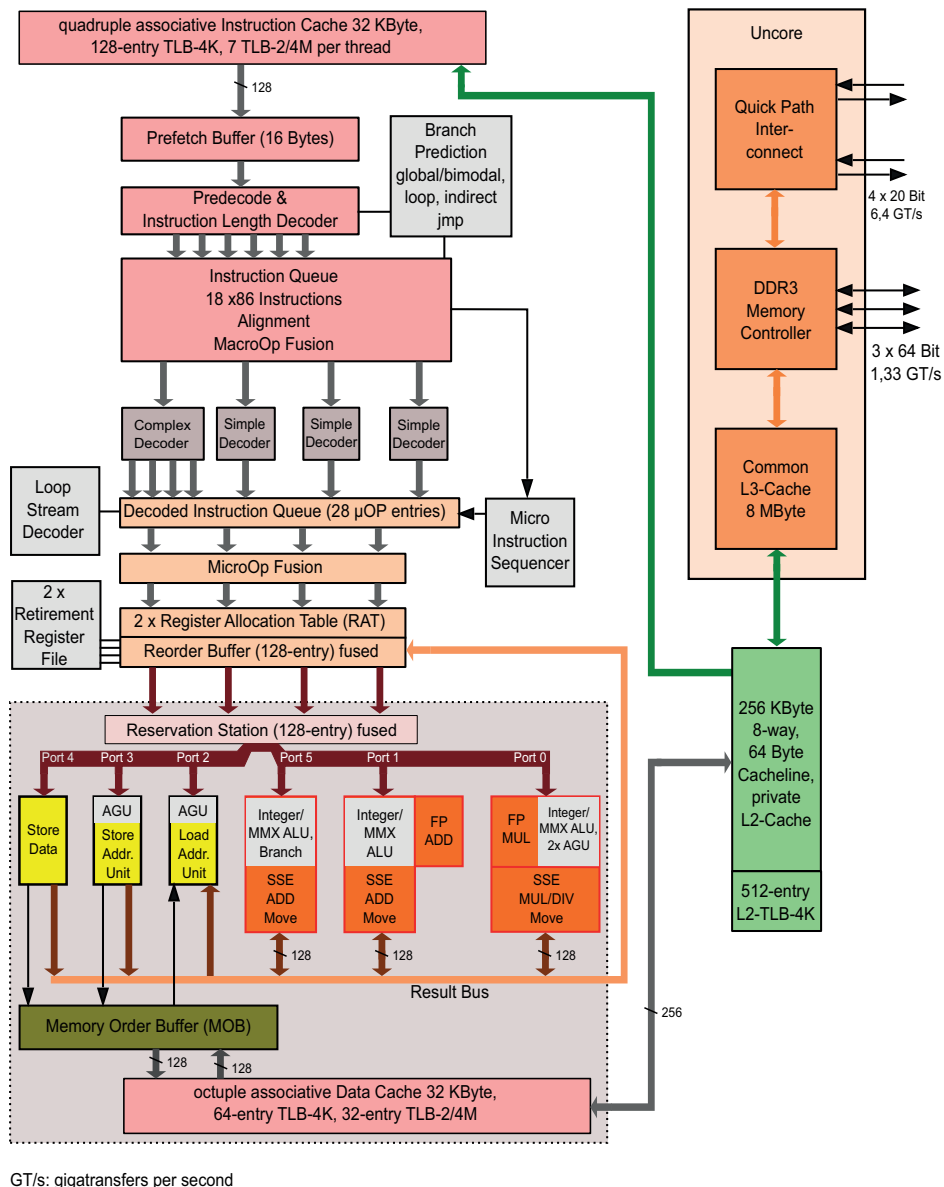 quadruple associative Instruction Cache 32 KByte,
128-entry TLB-4K, 7 TLB-2/4M per thread
128
Prefetch Buffer (16 Bytes)
Predecode &
Instruction Length Decoder
Branch
Prediction
global/bimodal,
loop, indirect
jmp
Instruction Queue
18 x86 Instructions
Alignment
MacroOp Fusion
Complex
Decoder
Simple
Decoder
Simple
Decoder
Simple
Decoder
Loop
Stream
Decoder
Decoded Instruction Queue (28 µOP entries)
Micro
Instruction
Sequencer
MicroOp Fusion
2 x
Retirement
Register
File
2 x Register Allocation Table (RAT)
Reorder Buffer (128-entry) fused
Reservation Station (128-entry) fused
Port 4
Port 3
Port 2
Port 5
Port 1
Port 0
Store
Data
AGU
Store
Addr.
Unit
AGU
Load
Addr.
Unit
Integer/
MMX ALU,
Branch
SSE
ADD
Move
Integer/
MMX
ALU
FP
ADD
SSE
ADD
Move
FP
MUL
Integer/
MMX ALU,
2x AGU
SSE
MUL/DIV
Move
128
128
128
Result Bus
Memory Order Buffer (MOB)
128
128
octuple associative Data Cache 32 KByte,
64-entry TLB-4K, 32-entry TLB-2/4M
256
Uncore
Quick Path
Inter-
connect
4 x 20 Bit
6,4 GT/s
DDR3
Memory
Controller
3 x 64 Bit
1,33 GT/s
Common
L3-Cache
8 MByte
256 KByte
8-way,
64 Byte
Cacheline,
private
L2-Cache
512-entry
L2-TLB-4K
GT/s: gigatransfers per second